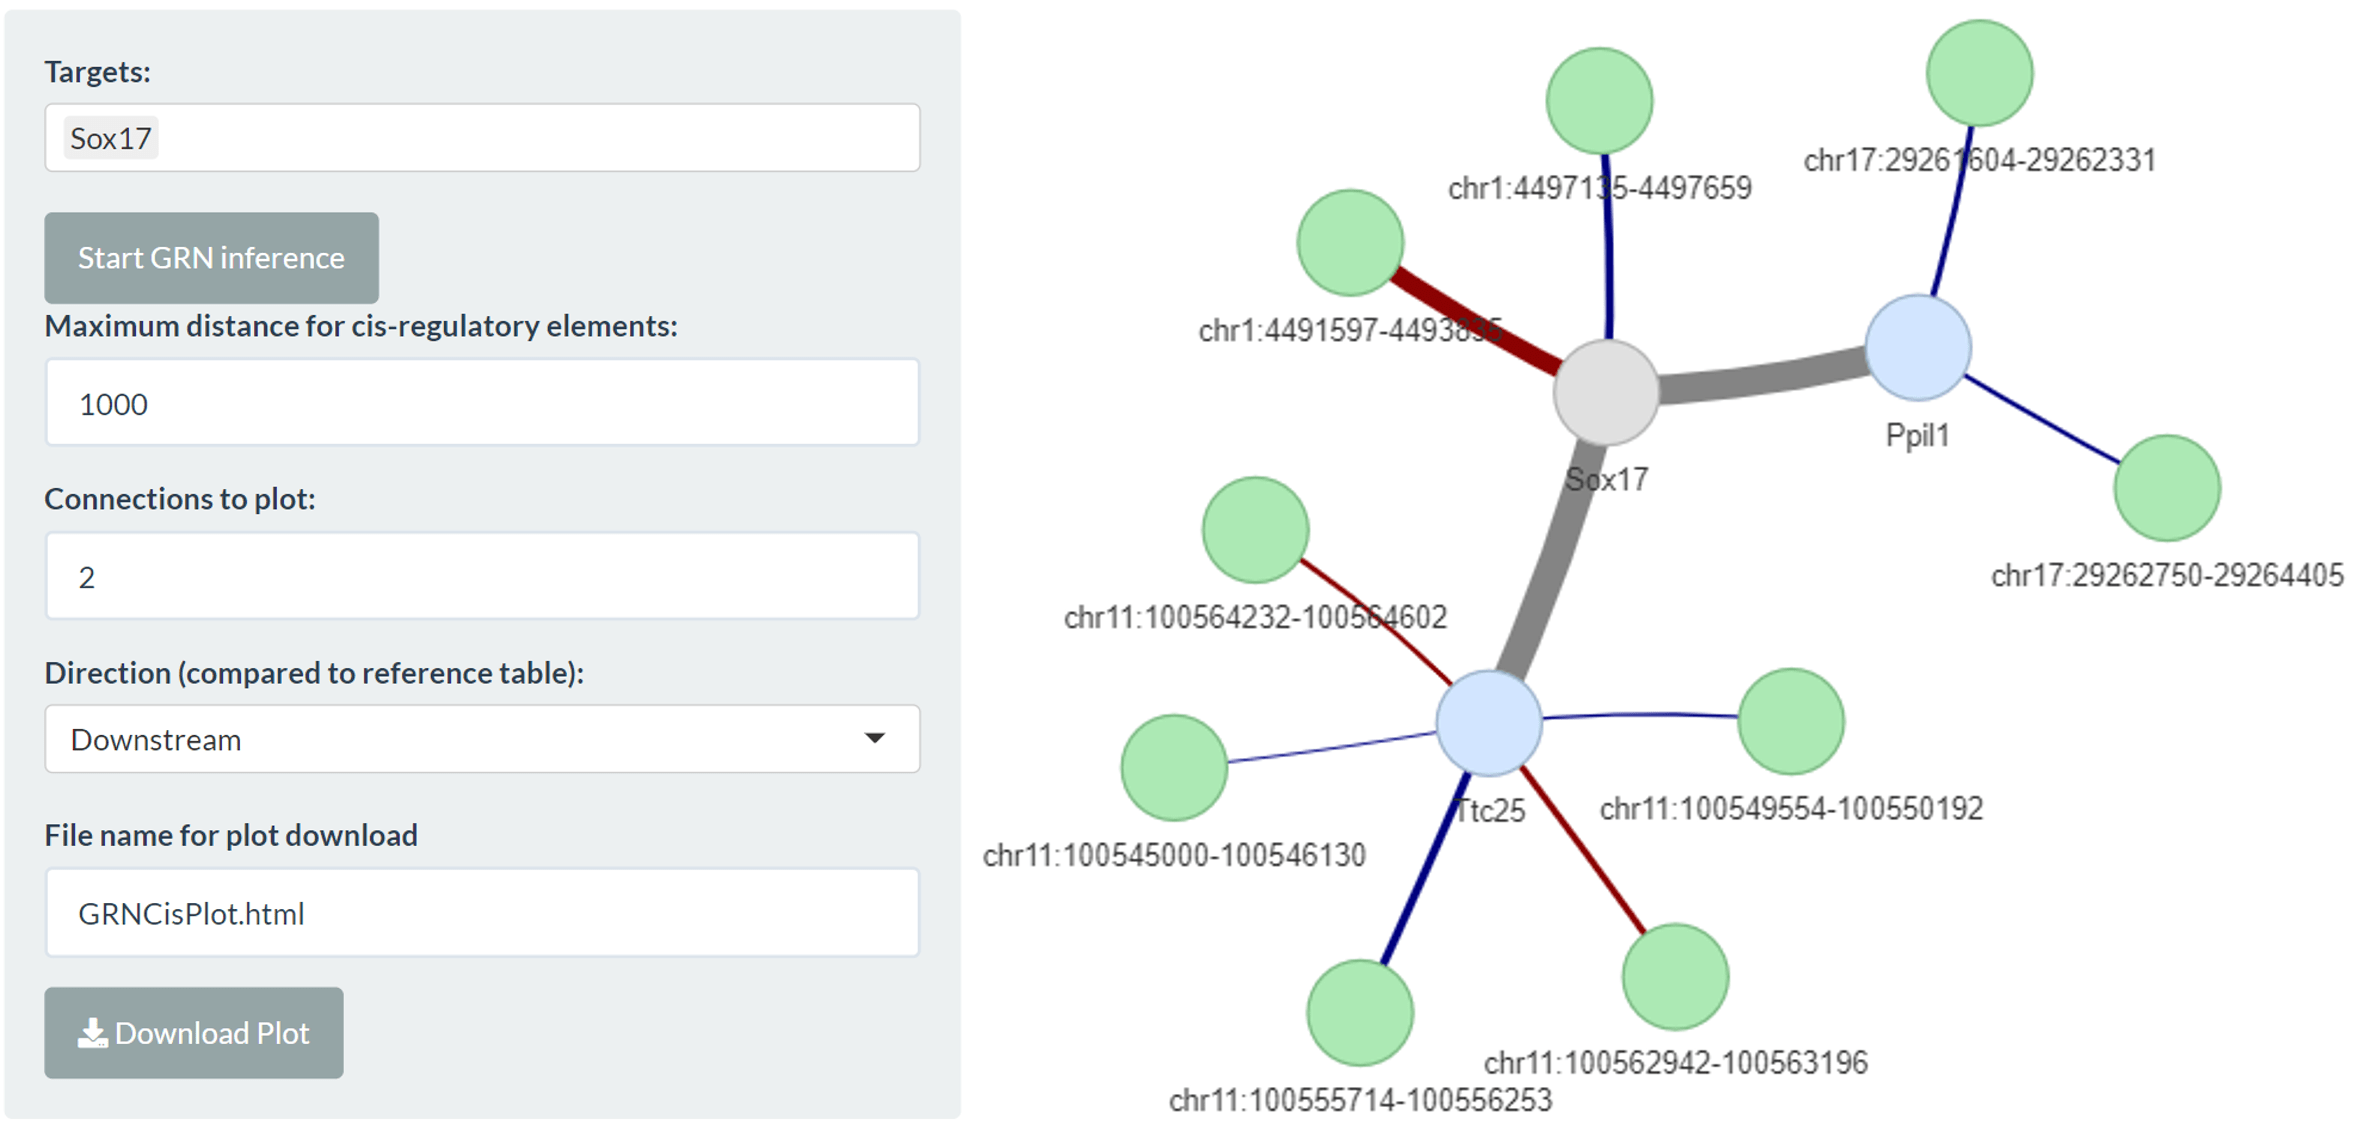 Targets:
Sox17
Start GRN inference
Maximum distance for cis-regulatory elements:
1000
Connections to plot:
2
Direction (compared to reference table):
Downstream
File name for plot download
GRNCisPlot.html
Download Plot
chr17:29261604-29262331
chr1:4497135-4497659
chr1:4491597-4493835
Ppil1
Sox17
chr17:29262750-29264405
chr11:100564232-100564602
Ttc25
chr11:100549554-100550192
chr11:100545000-100546130
chr11:100562942-100563196
chr11:100555714-100556253